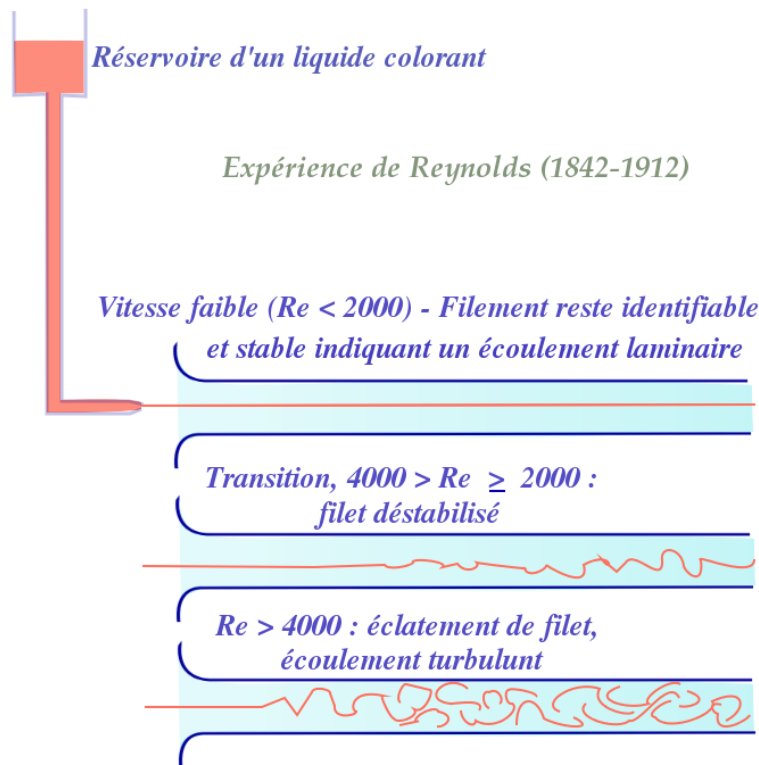 Réservoire d'un liquide colorant
Expérience de Reynolds (1842-1912)
Vitesse faible (Re < 2000) - Filement reste identifiable
et stable indiquant un écoulement laminaire
Transition, 4000 > Re ≥ 2000 :
filet déstabilisé
Re > 4000 : éclatement de filet,
écoulement turbulunt